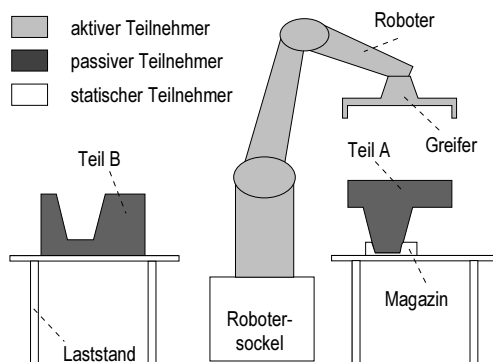 aktiver Teilnehmer
passiver Teilnehmer
statischer Teilnehmer
Roboter
Greifer
Teil B
Teil A
Magazin
Roboter-
sockel
Laststand